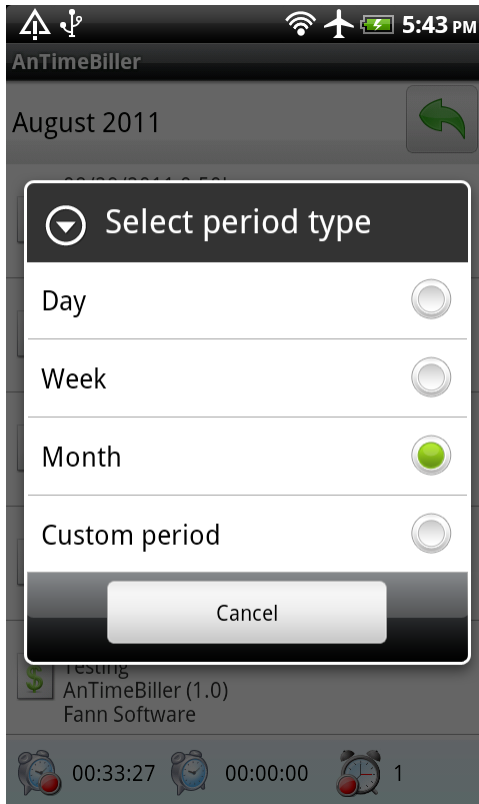 5:43 PM
AnTimeBiller
August 2011
Select period type
Day
Week
Month
Custom period
Cancel
Testing
AnTimeBiller (1.0)
Fann Software
00:33:27 00:00:00 1